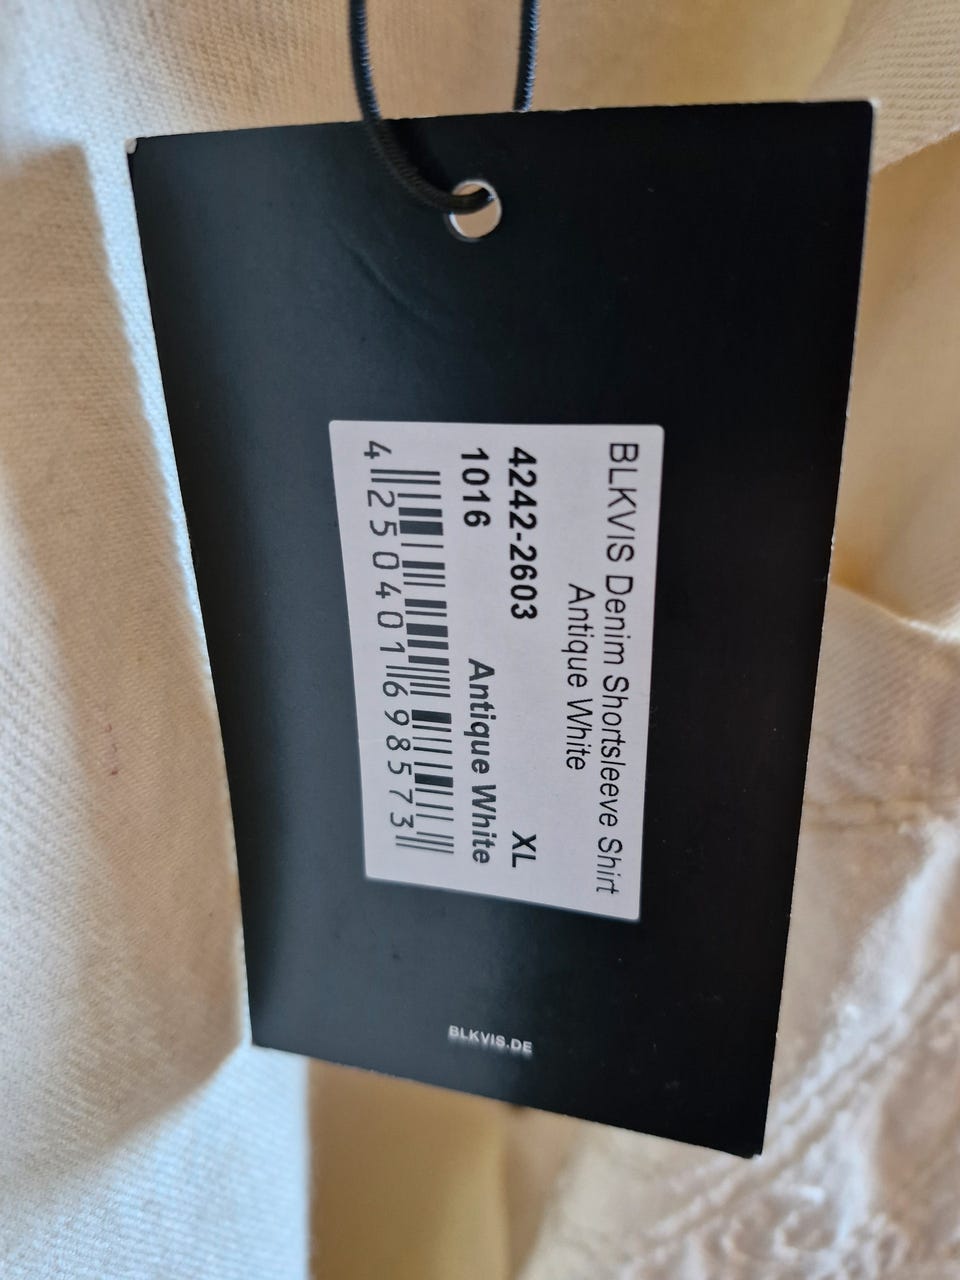 BLKVIS Denim Shortsleeve Shirt
Antique White
4242-2603 XL
1016 Antique White
4 250401 698573
BLKVIS.DE